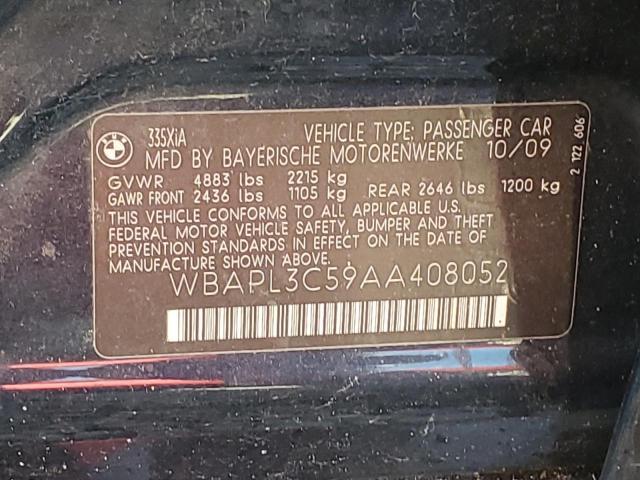 BMW
335XiA VEHICLE TYPE: PASSENGER CAR
MFD BY BAYERISCHE MOTORENWERKE 10/09
GVWR 4883 lbs 2215 kg
GAWR FRONT 2436 lbs 1105 kg REAR 2646 lbs 1200 kg
THIS VEHICLE CONFORMS TO ALL APPLICABLE U.S.
FEDERAL MOTOR VEHICLE SAFETY, BUMPER AND THEFT
PREVENTION STANDARDS IN EFFECT ON THE DATE
OF MANUFACTURE SHOWN ABOVE.
WBAPL3C59AA408052
2 122 606